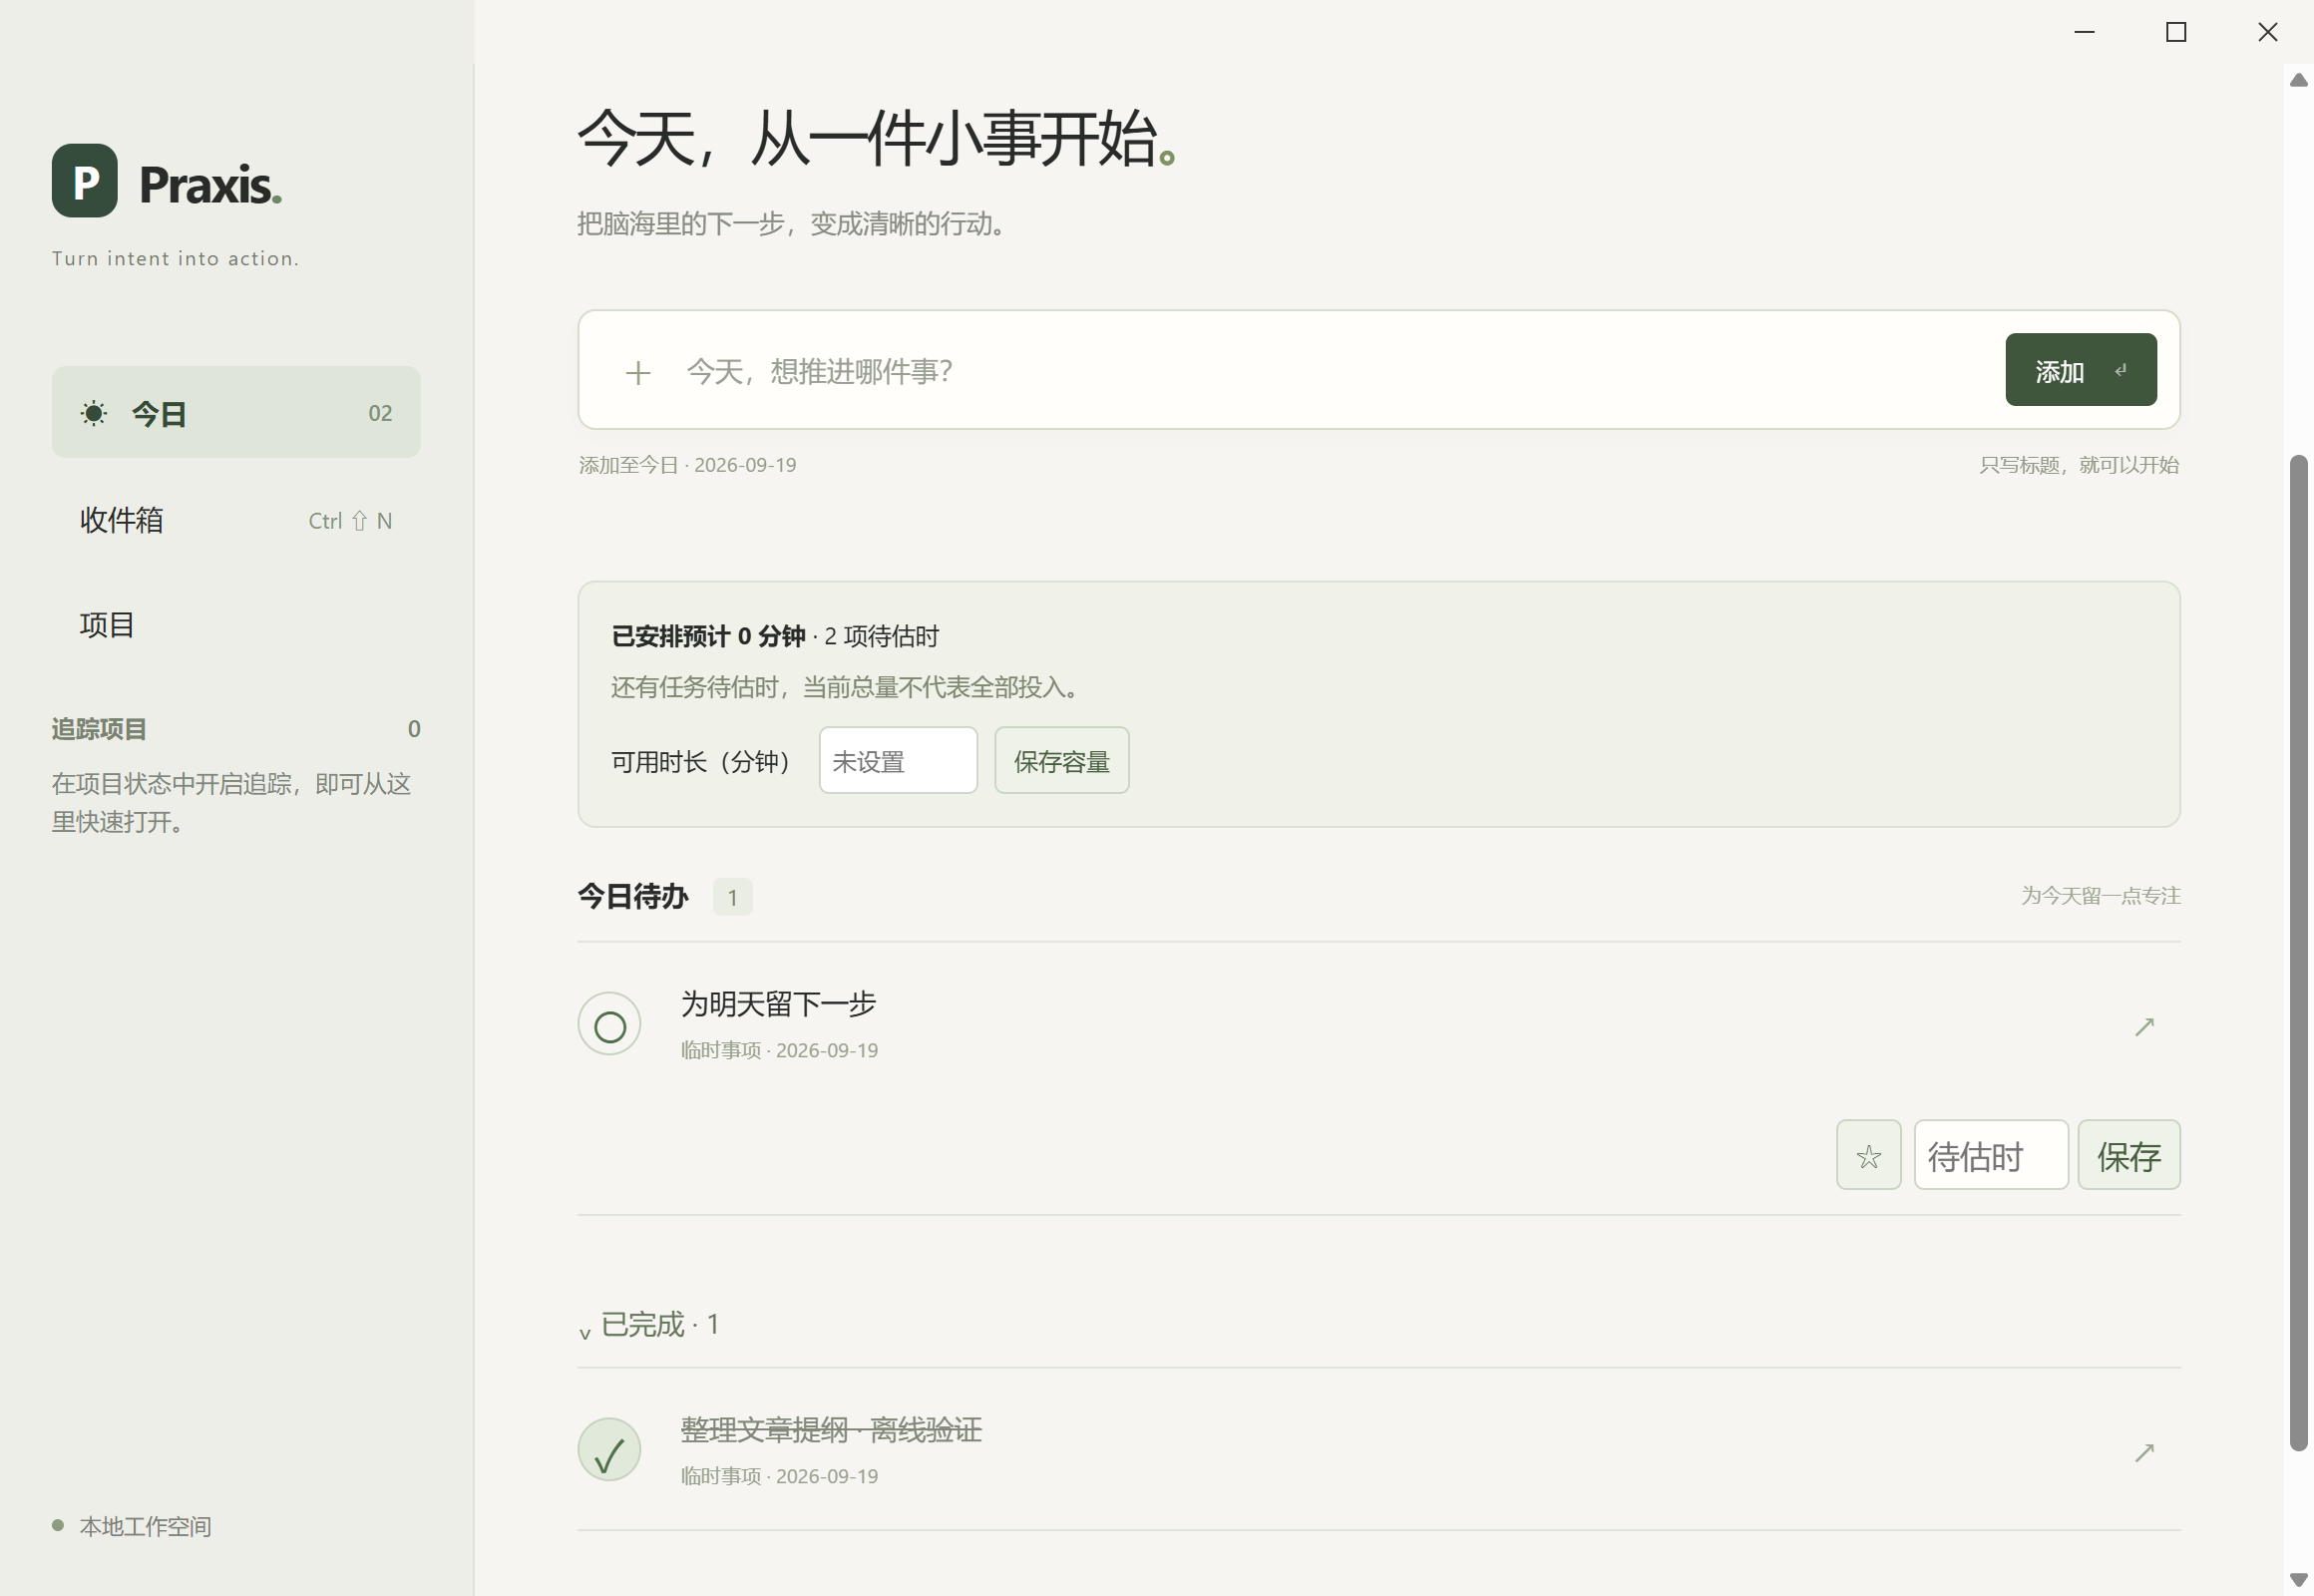 P Praxis.
Turn intent into action.
今日 02
收件箱 Ctrl ⇧ N
项目
追踪项目 0
在项目状态中开启追踪，即可从这
里快速打开。
本地工作空间
今天，从一件小事开始。
把脑海里的下一步，变成清晰的行动。
今天，想推进哪件事？
添加 ↵
添加至今日 · 2026-09-19
只写标题，就可以开始
已安排预计 0 分钟 · 2 项待估时
还有任务待估时，当前总量不代表全部投入。
可用时长（分钟） 未设置 保存容量
今日待办 1
为今天留一点专注
为明天留下一步
临时事项 · 2026-09-19
☆ 待估时 保存
已完成 · 1
整理文章提纲 · 离线验证
临时事项 · 2026-09-19